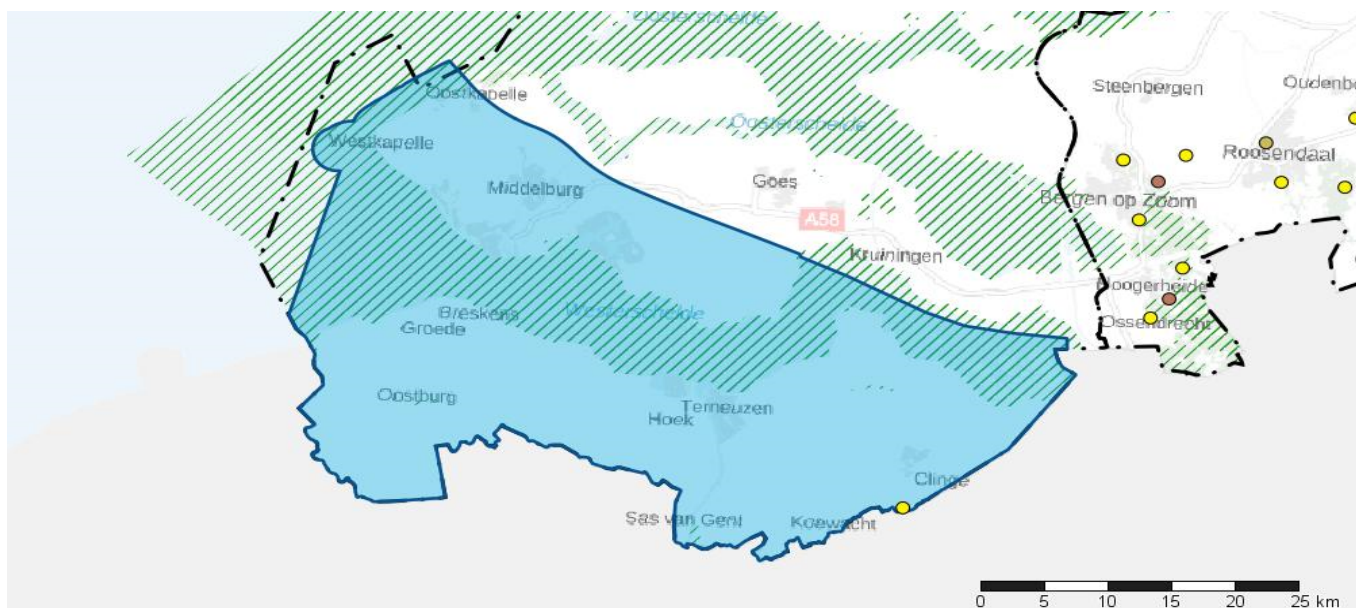 Oosterschelde
Steenbergen
Oudenbo
Oostkapelle
Oosterschelde
Westkapelle
Roosendaal
Goes
Middelburg
Bergen op Zoom
A58
Kruiningen
Hoogerheide
Westerschelde
Breskens
Groede
Ossendrecht
Oostburg
Terneuzen
Hoek
Clinge
Sas van Gent
Koewacht
0 5 10 15 20 25 km